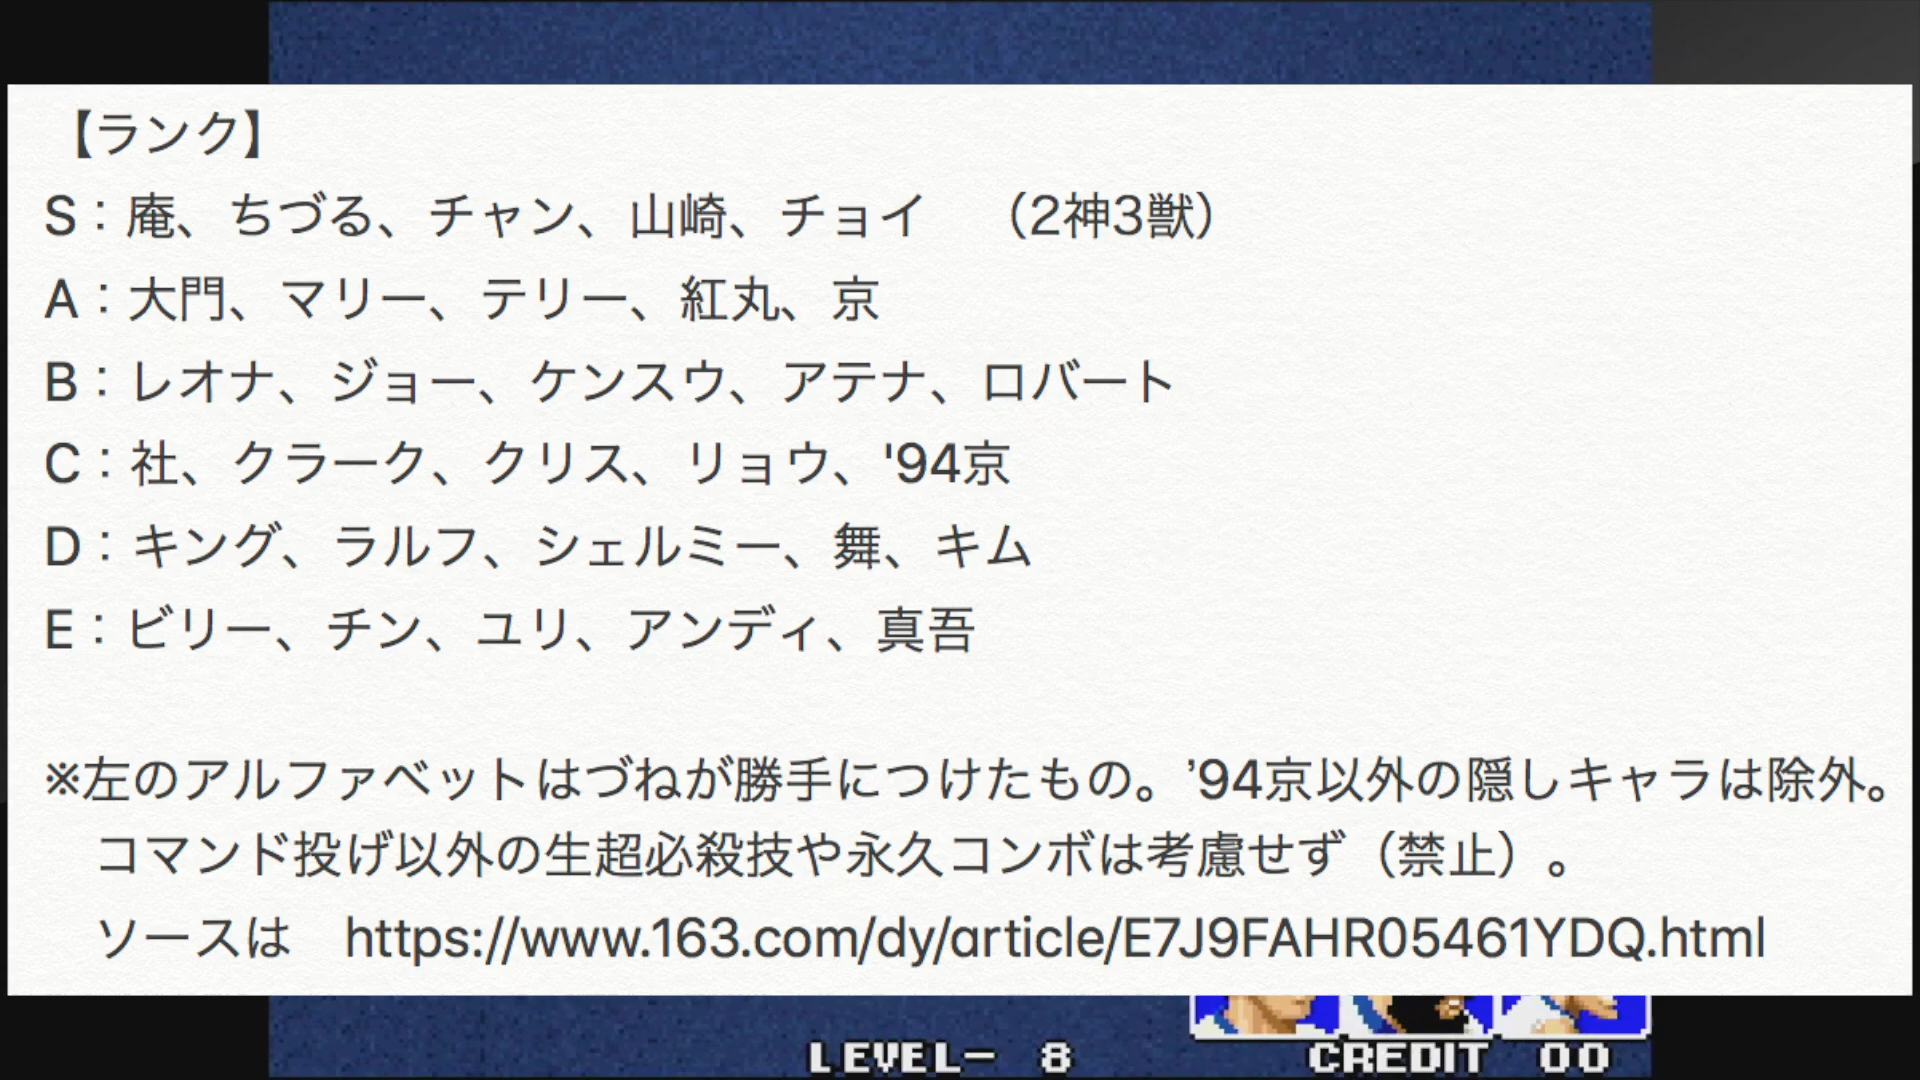 【ランク】
S：庵、ちづる、チャン、山崎、チョイ　（2神3獣）
A：大門、マリー、テリー、紅丸、京
B：レオナ、ジョー、ケンスウ、アテナ、ロバート
C：社、クラーク、クリス、リョウ、'94京
D：キング、ラルフ、シェルミー、舞、キム
E：ビリー、チン、ユリ、アンディ、真吾
※左のアルファベットはづねが勝手につけたもの。’94京以外の隠しキャラは除外。
コマンド投げ以外の生超必殺技や永久コンボは考慮せず（禁止）。
ソースは　https://www.163.com/dy/article/E7J9FAHR05461YDQ.html
LEVEL- 8 CREDIT 00